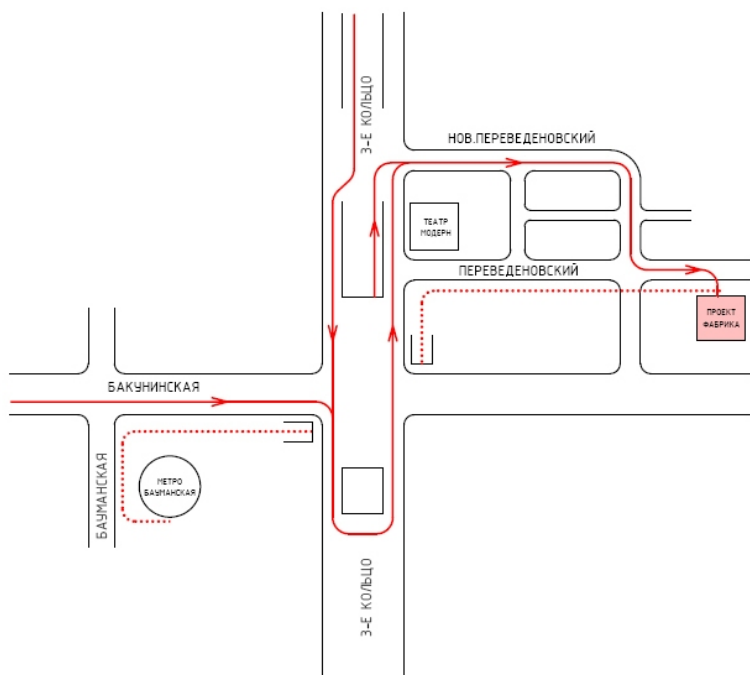 3-Е КОЛЬЦО
НОВ.ПЕРЕВЕДЕНОВСКИЙ
ТЕАТР
МОДЕРН
ПЕРЕВЕДЕНОВСКИЙ
ПРОЕКТ
ФАБРИКА
БАКУНИНСКАЯ
БАУМАНСКАЯ
МЕТРО
БАУМАНСКАЯ
3-Е КОЛЬЦО